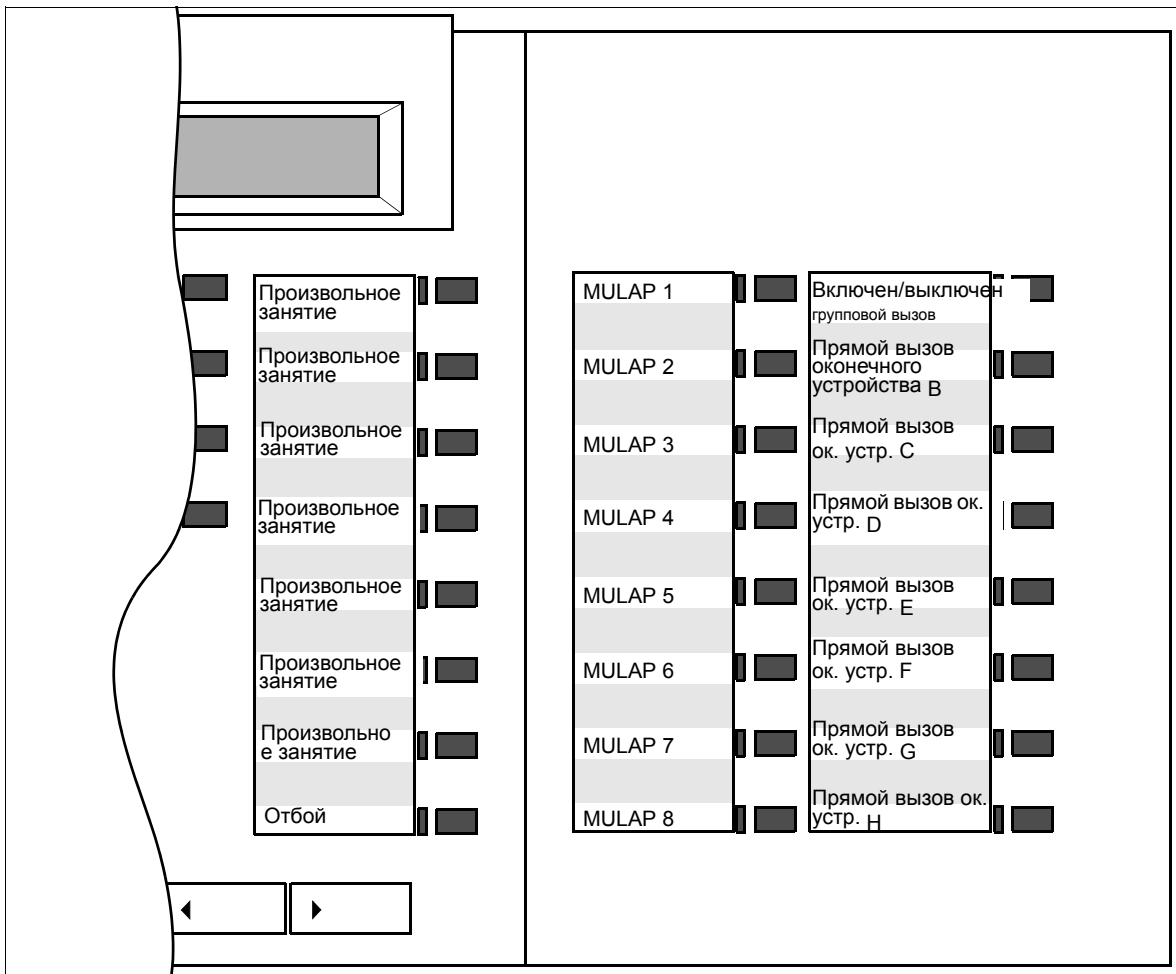 Произвольное
занятие
Произвольное
занятие
Произвольное
занятие
Произвольное
занятие
Произвольное
занятие
Произвольное
занятие
Произвольно
е занятие
Отбой
MULAP 1
MULAP 2
MULAP 3
MULAP 4
MULAP 5
MULAP 6
MULAP 7
MULAP 8
Включен/выключен
групповой вызов
Прямой вызов
оконечного
устройства B
Прямой вызов
ок. устр. C
Прямой вызов ок.
устр. D
Прямой вызов
ок. устр. E
Прямой вызов
ок. устр. F
Прямой вызов
ок. устр. G
Прямой вызов ок.
устр. H